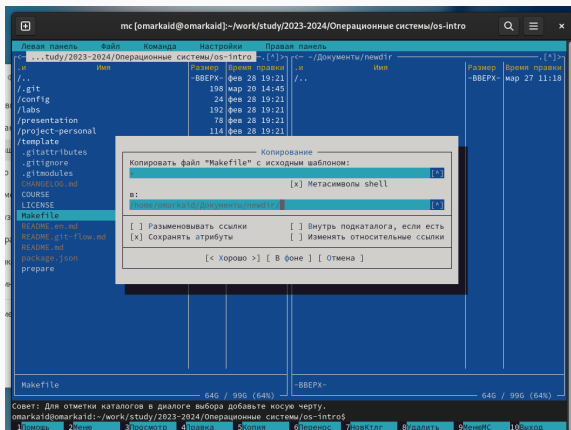 mc [omarkaid@omarkaid]:~/work/study/2023-2024/Операционные системы/os-intro
Левая панель Файл Команда Настройки Правая панель
<— ...tudy/2023-2024/Операционные системы/os-intro —.[^]> <— ~/Документы/newdir —.[^]>
.и Имя Размер Время правки .и Имя Размер Время правки
/.. -ВВЕРХ- фев 28 19:21 /.. -ВВЕРХ- мар 27 11:18
/.git 198 мар 20 14:45
/config 24 фев 28 19:21
/labs 192 фев 28 19:21
/presentation 78 фев 28 19:21
/project-personal 114 фев 28 19:21
/template
.gitattributes
.gitignore
.gitmodules
CHANGELOG.md
COURSE
LICENSE
Makefile
README.en.md
README.git-flow.md
README.md
package.json
prepare
Копирование
Копировать файл "Makefile" с исходным шаблоном:
* [^]
[x] Метасимволы shell
в:
/home/omarkaid/Документы/newdir/ [^]
[ ] Разыменовывать ссылки [ ] Внутрь подкаталога, если есть
[x] Сохранять атрибуты [ ] Изменять относительные ссылки
[< Хорошо >] [ В фоне ] [ Отмена ]
Makefile -ВВЕРХ-
64G / 99G (64%) 64G / 99G (64%)
Совет: Для отметки каталогов в диалоге выбора добавьте косую черту.
omarkaid@omarkaid:~/work/study/2023-2024/Операционные системы/os-intro$
1Помощь 2Меню 3Просмотр 4Правка 5Копия 6Перенос 7НовКтлг 8Удалить 9МенюMC 10Выход